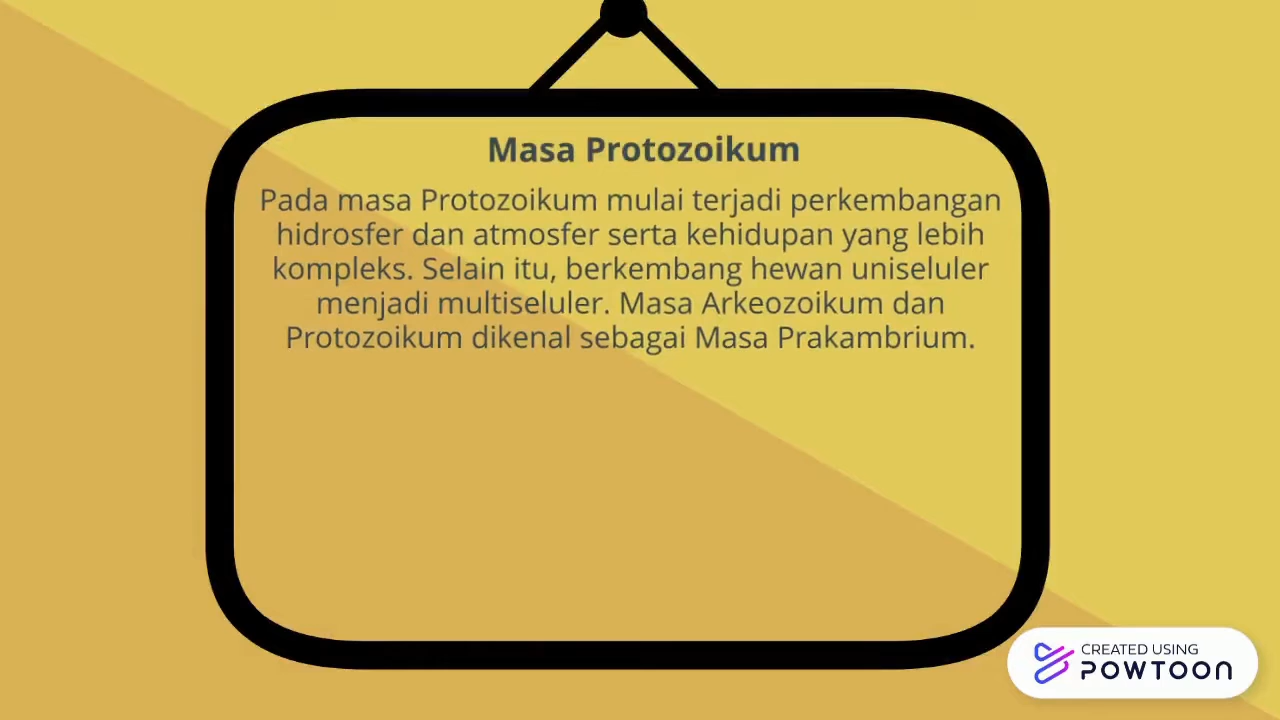 Masa Protozoikum
Pada masa Protozoikum mulai terjadi perkembangan
hidrosfer dan atmosfer serta kehidupan yang lebih
kompleks. Selain itu, berkembang hewan uniseluler
menjadi multiseluler. Masa Arkeozoikum dan
Protozoikum dikenal sebagai Masa Prakambrium.
CREATED USING
POWTOON